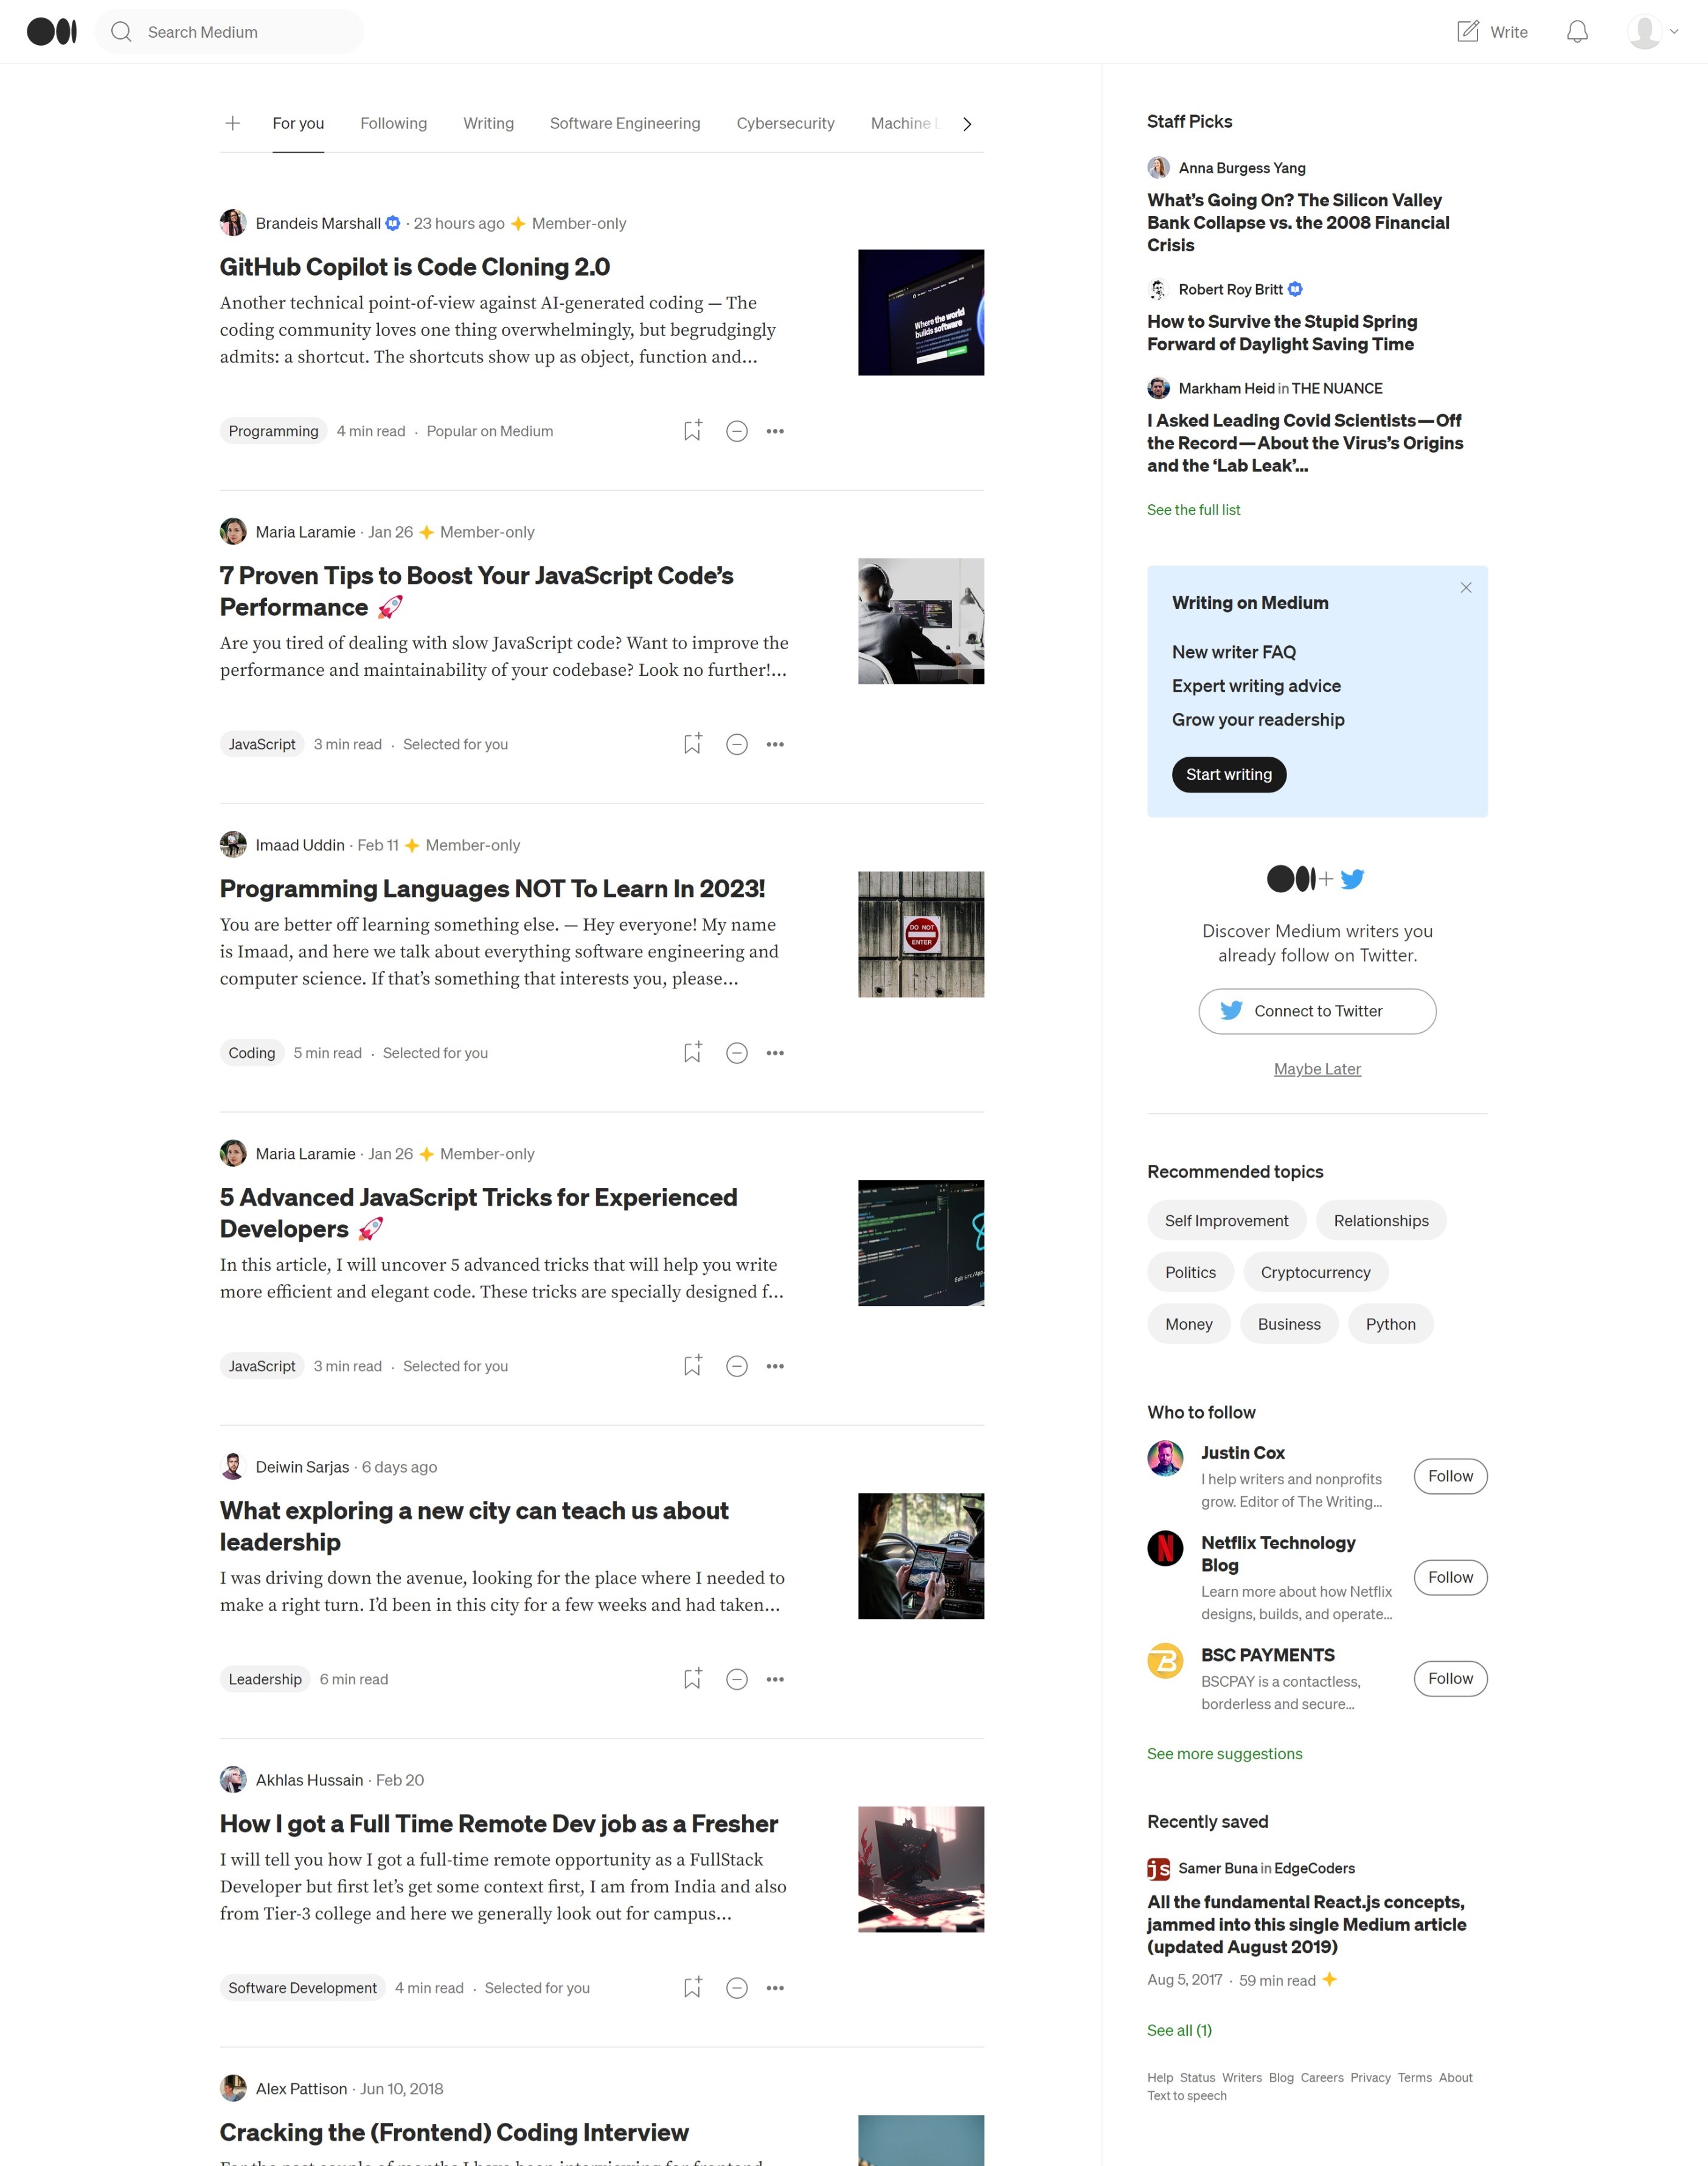 Search Medium
Write
For you
Following
Writing
Software Engineering
Cybersecurity
Machine
Brandeis Marshall · 23 hours ago Member-only
GitHub Copilot is Code Cloning 2.0
Another technical point-of-view against AI-generated coding — The
coding community loves one thing overwhelmingly, but begrudgingly
admits: a shortcut. The shortcuts show up as object, function and...
Where the world
builds software
Programming 4 min read · Popular on Medium
Maria Laramie · Jan 26 Member-only
7 Proven Tips to Boost Your JavaScript Code’s
Performance 🚀
Are you tired of dealing with slow JavaScript code? Want to improve the
performance and maintainability of your codebase? Look no further!...
JavaScript 3 min read · Selected for you
Imaad Uddin · Feb 11 Member-only
Programming Languages NOT To Learn In 2023!
You are better off learning something else. — Hey everyone! My name
is Imaad, and here we talk about everything software engineering and
computer science. If that’s something that interests you, please...
DO NOT
ENTER
Coding 5 min read · Selected for you
Maria Laramie · Jan 26 Member-only
5 Advanced JavaScript Tricks for Experienced
Developers 🚀
In this article, I will uncover 5 advanced tricks that will help you write
more efficient and elegant code. These tricks are specially designed f...
JavaScript 3 min read · Selected for you
Deiwin Sarjas · 6 days ago
What exploring a new city can teach us about
leadership
I was driving down the avenue, looking for the place where I needed to
make a right turn. I’d been in this city for a few weeks and had taken...
Leadership 6 min read
Akhlas Hussain · Feb 20
How I got a Full Time Remote Dev job as a Fresher
I will tell you how I got a full-time remote opportunity as a FullStack
Developer but first let’s get some context first, I am from India and also
from Tier-3 college and here we generally look out for campus...
Software Development 4 min read · Selected for you
Alex Pattison · Jun 10, 2018
Cracking the (Frontend) Coding Interview
Staff Picks
Anna Burgess Yang
What’s Going On? The Silicon Valley
Bank Collapse vs. the 2008 Financial
Crisis
Robert Roy Britt
How to Survive the Stupid Spring
Forward of Daylight Saving Time
Markham Heid in THE NUANCE
I Asked Leading Covid Scientists — Off
the Record — About the Virus’s Origins
and the ‘Lab Leak’...
See the full list
Writing on Medium
New writer FAQ
Expert writing advice
Grow your readership
Start writing
Discover Medium writers you
already follow on Twitter.
Connect to Twitter
Maybe Later
Recommended topics
Self Improvement Relationships
Politics Cryptocurrency
Money Business Python
Who to follow
Justin Cox
I help writers and nonprofits
grow. Editor of The Writing...
Follow
Netflix Technology
Blog
Learn more about how Netflix
designs, builds, and operate...
Follow
BSC PAYMENTS
BSCPAY is a contactless,
borderless and secure...
Follow
See more suggestions
Recently saved
js Samer Buna in EdgeCoders
All the fundamental React.js concepts,
jammed into this single Medium article
(updated August 2019)
Aug 5, 2017 · 59 min read
See all (1)
Help Status Writers Blog Careers Privacy Terms About
Text to speech